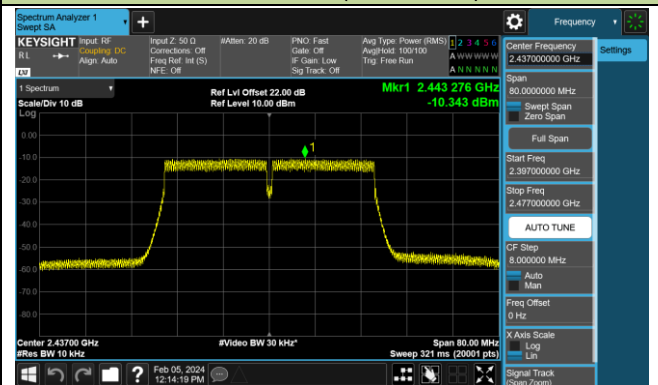 Spectrum Analyzer 1
Swept SA
+
Frequency
KEYSIGHT
RL
LXI
Input: RF
Coupling: DC
Align: Auto
Input Z: 50 Ω
Corrections: Off
Freq Ref: Int (S)
NFE: Off
#Atten: 20 dB
PNO: Fast
Gate: Off
IF Gain: Low
Sig Track: Off
Avg Type: Power (RMS)
Avg|Hold: 100/100
Trig: Free Run
1 2 3 4 5 6
A W W W W W
A N N N N N
1 Spectrum
Scale/Div 10 dB
Log
Ref Lvl Offset 22.00 dB
Ref Level 10.00 dBm
Mkr1 2.443 276 GHz
-10.343 dBm
1
0.00
-10.0
-20.0
-30.0
-40.0
-50.0
-60.0
-70.0
-80.0
Center 2.43700 GHz
#Res BW 10 kHz
#Video BW 30 kHz*
Span 80.00 MHz
Sweep 321 ms (20001 pts)
Feb 05, 2024
12:14:19 PM
?
Center Frequency
2.437000000 GHz
Settings
Span
80.0000000 MHz
Swept Span
Zero Span
Full Span
Start Freq
2.397000000 GHz
Stop Freq
2.477000000 GHz
AUTO TUNE
CF Step
8.000000 MHz
Auto
Man
Freq Offset
0 Hz
X Axis Scale
Log
Lin
Signal Track
(Span Zoom)